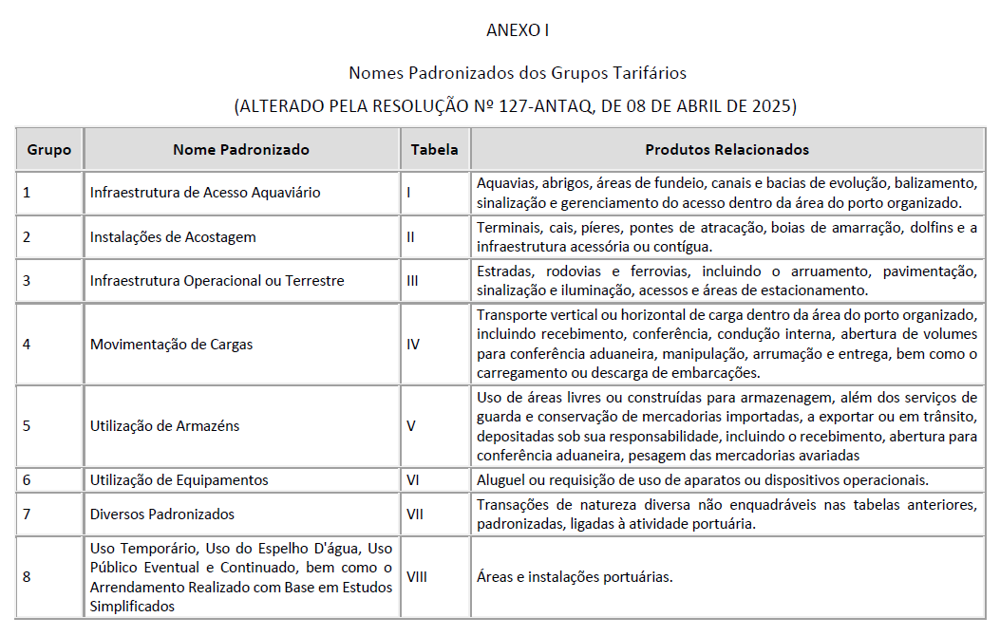 ANEXO I
Nomes Padronizados dos Grupos Tarifários
(ALTERADO PELA RESOLUÇÃO Nº 127-ANTAQ, DE 08 DE ABRIL DE 2025)
Grupo Nome Padronizado Tabela Produtos Relacionados
1 Infraestrutura de Acesso Aquaviário I Aquavias, abrigos, áreas de fundeio, canais e bacias de evolução, balizamento,
sinalização e gerenciamento do acesso dentro da área do porto organizado.
2 Instalações de Acostagem II Terminais, cais, píeres, pontes de atracação, boias de amarração, dolfins e a
infraestrutura acessória ou contígua.
3 Infraestrutura Operacional ou Terrestre III Estradas, rodovias e ferrovias, incluindo o arruamento, pavimentação,
sinalização e iluminação, acessos e áreas de estacionamento.
4 Movimentação de Cargas IV Transporte vertical ou horizontal de carga dentro da área do porto organizado,
incluindo recebimento, conferência, condução interna, abertura de volumes
para conferência aduaneira, manipulação, arrumação e entrega, bem como o
carregamento ou descarga de embarcações.
5 Utilização de Armazéns V Uso de áreas livres ou construídas para armazenagem, além dos serviços de
guarda e conservação de mercadorias importadas, a exportar ou em trânsito,
depositadas sob sua responsabilidade, incluindo o recebimento, abertura para
conferência aduaneira, pesagem das mercadorias avariadas
6 Utilização de Equipamentos VI Aluguel ou requisição de uso de aparatos ou dispositivos operacionais.
7 Diversos Padronizados VII Transações de natureza diversa não enquadráveis nas tabelas anteriores,
padronizadas, ligadas à atividade portuária.
8 Uso Temporário, Uso do Espelho D'água, Uso
Público Eventual e Continuado, bem como o
Arrendamento Realizado com Base em Estudos
Simplificados VIII Áreas e instalações portuárias.